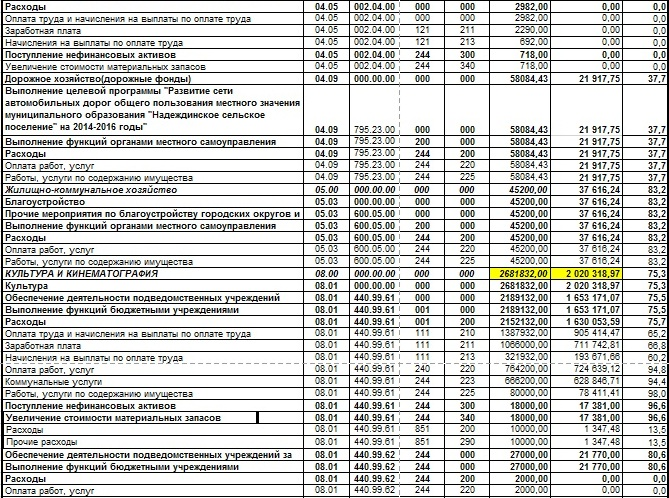 Расходы 04.05 002.04.00 000 000 2982,00 0,00 0,0
Оплата труда и начисления на выплаты по оплате труда 04.05 002.04.00 000 000 2982,00 0,00 0,0
Заработная плата 04.05 002.04.00 121 211 2290,00 0,00 0,0
Начисления на выплаты по оплате труда 04.05 002.04.00 121 213 692,00 0,00 0,0
Поступление нефинансовых активов 04.05 002.04.00 244 300 718,00 0,00 0,0
Увеличение стоимости материальных запасов 04.05 002.04.00 244 340 718,00 0,00 0,0
Дорожное хозяйство(дорожные фонды) 04.09 000.00.00 000 000 58084,43 21 917,75 37,7
Выполнение целевой программы "Развитие сети
автомобильных дорог общего пользования местного значения
муниципального образования "Надеждинское сельское
поселение" на 2014-2016 годы" 04.09 795.23.00 000 000 58084,43 21 917,75 37,7
Выполнение функций органами местного самоуправления 04.09 795.23.00 200 000 58084,43 21 917,75 37,7
Расходы 04.09 795.23.00 244 200 58084,43 21 917,75 37,7
Оплата работ, услуг 04.09 795.23.00 244 220 58084,43 21 917,75 37,7
Работы, услуги по содержанию имущества 04.09 795.23.00 244 225 58084,43 21 917,75 37,7
Жилищно-коммунальное хозяйство 05.00 000.00.00 000 000 45200,00 37 616,24 83,2
Благоустройство 05.03 000.00.00 000 000 45200,00 37 616,24 83,2
Прочие мероприятия по благоустройству городских округов и 05.03 600.05.00 000 000 45200,00 37 616,24 83,2
Выполнение функций органами местного самоуправления 05.03 600.05.00 200 000 45200,00 37 616,24 83,2
Расходы 05.03 600.05.00 244 200 45200,00 37 616,24 83,2
Оплата работ, услуг 05.03 600.05.00 244 220 45200,00 37 616,24 83,2
Работы, услуги по содержанию имущества 05.03 600.05.00 244 225 45200,00 37 616,24 83,2
КУЛЬТУРА И КИНЕМАТОГРАФИЯ 08.00 000.00.00 000 000 2681832,00 2 020 318,97 75,3
Культура 08.01 000.00.00 000 000 2681832,00 2 020 318,97 75,3
Обеспечение деятельности подведомственных учреждений 08.01 440.99.61 000 000 2189132,00 1 653 171,07 75,5
Выполнение функций бюджетными учреждениями 08.01 440.99.61 001 000 2189132,00 1 653 171,07 75,5
Расходы 08.01 440.99.61 001 200 2152132,00 1 630 053,59 75,7
Оплата труда и начисления на выплаты по оплате труда 08.01 440.99.61 110 210 1387932,00 905 414,47 65,2
Заработная плата 08.01 440.99.61 111 211 1066000,00 711 742,81 66,8
Начисления на выплаты по оплате труда 08.01 440.99.61 111 213 321932,00 193 671,66 60,2
Оплата работ, услуг 08.01 440.99.61 240 220 764200,00 724 639,12 94,8
Коммунальные услуги 08.01 440.99.61 244 223 666200,00 628 846,71 94,4
Работы, услуги по содержанию имущества 08.01 440.99.61 244 225 80000,00 78 411,41 98,0
Поступление нефинансовых активов 08.01 440.99.61 244 300 18000,00 17 381,00 96,6
Увеличение стоимости материальных запасов 08.01 440.99.61 244 340 18000,00 17 381,00 96,6
Расходы 08.01 440.99.61 851 200 10000,00 1 347,48 13,5
Прочие расходы 08.01 440.99.61 851 290 10000,00 1 347,48 13,5
Обеспечение деятельности подведомственных учреждений за 08.01 440.99.62 244 000 27000,00 21 770,00 80,6
Выполнение функций бюджетными учреждениями 08.01 440.99.62 244 000 27000,00 21 770,00 80,6
Расходы 08.01 440.99.62 244 200 2000,00 0,00 0,0
Оплата работ, услуг 08.01 440.99.62 244 220 2000,00 0,00 0,0